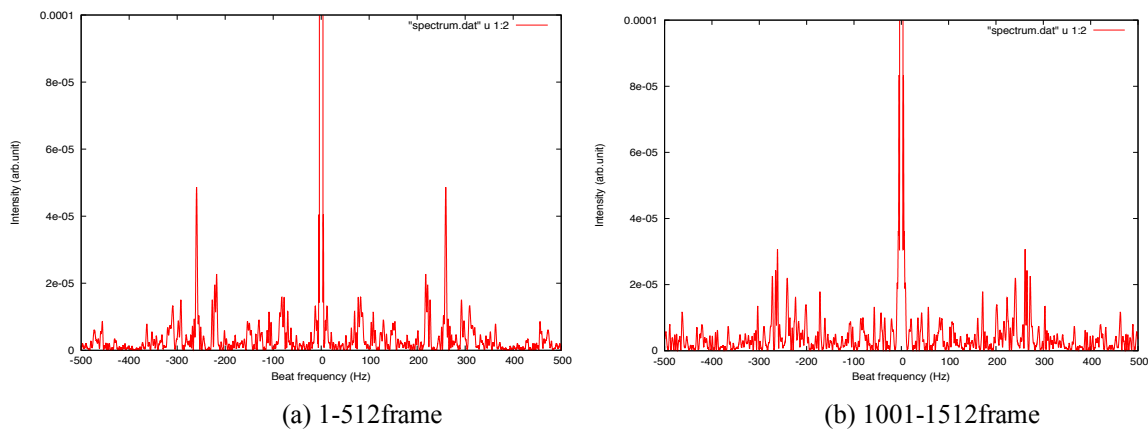 0.0001
8e-05
6e-05
4e-05
2e-05
0
Intensity (arb.unit)
"spectrum.dat" u 1:2
-500 -400 -300 -200 -100 0 100 200 300 400 500
Beat frequency (Hz)
(a) 1-512frame
0.0001
8e-05
6e-05
4e-05
2e-05
0
Intensity (arb.unit)
"spectrum.dat" u 1:2
-500 -400 -300 -200 -100 0 100 200 300 400 500
Beat frequency (Hz)
(b) 1001-1512frame